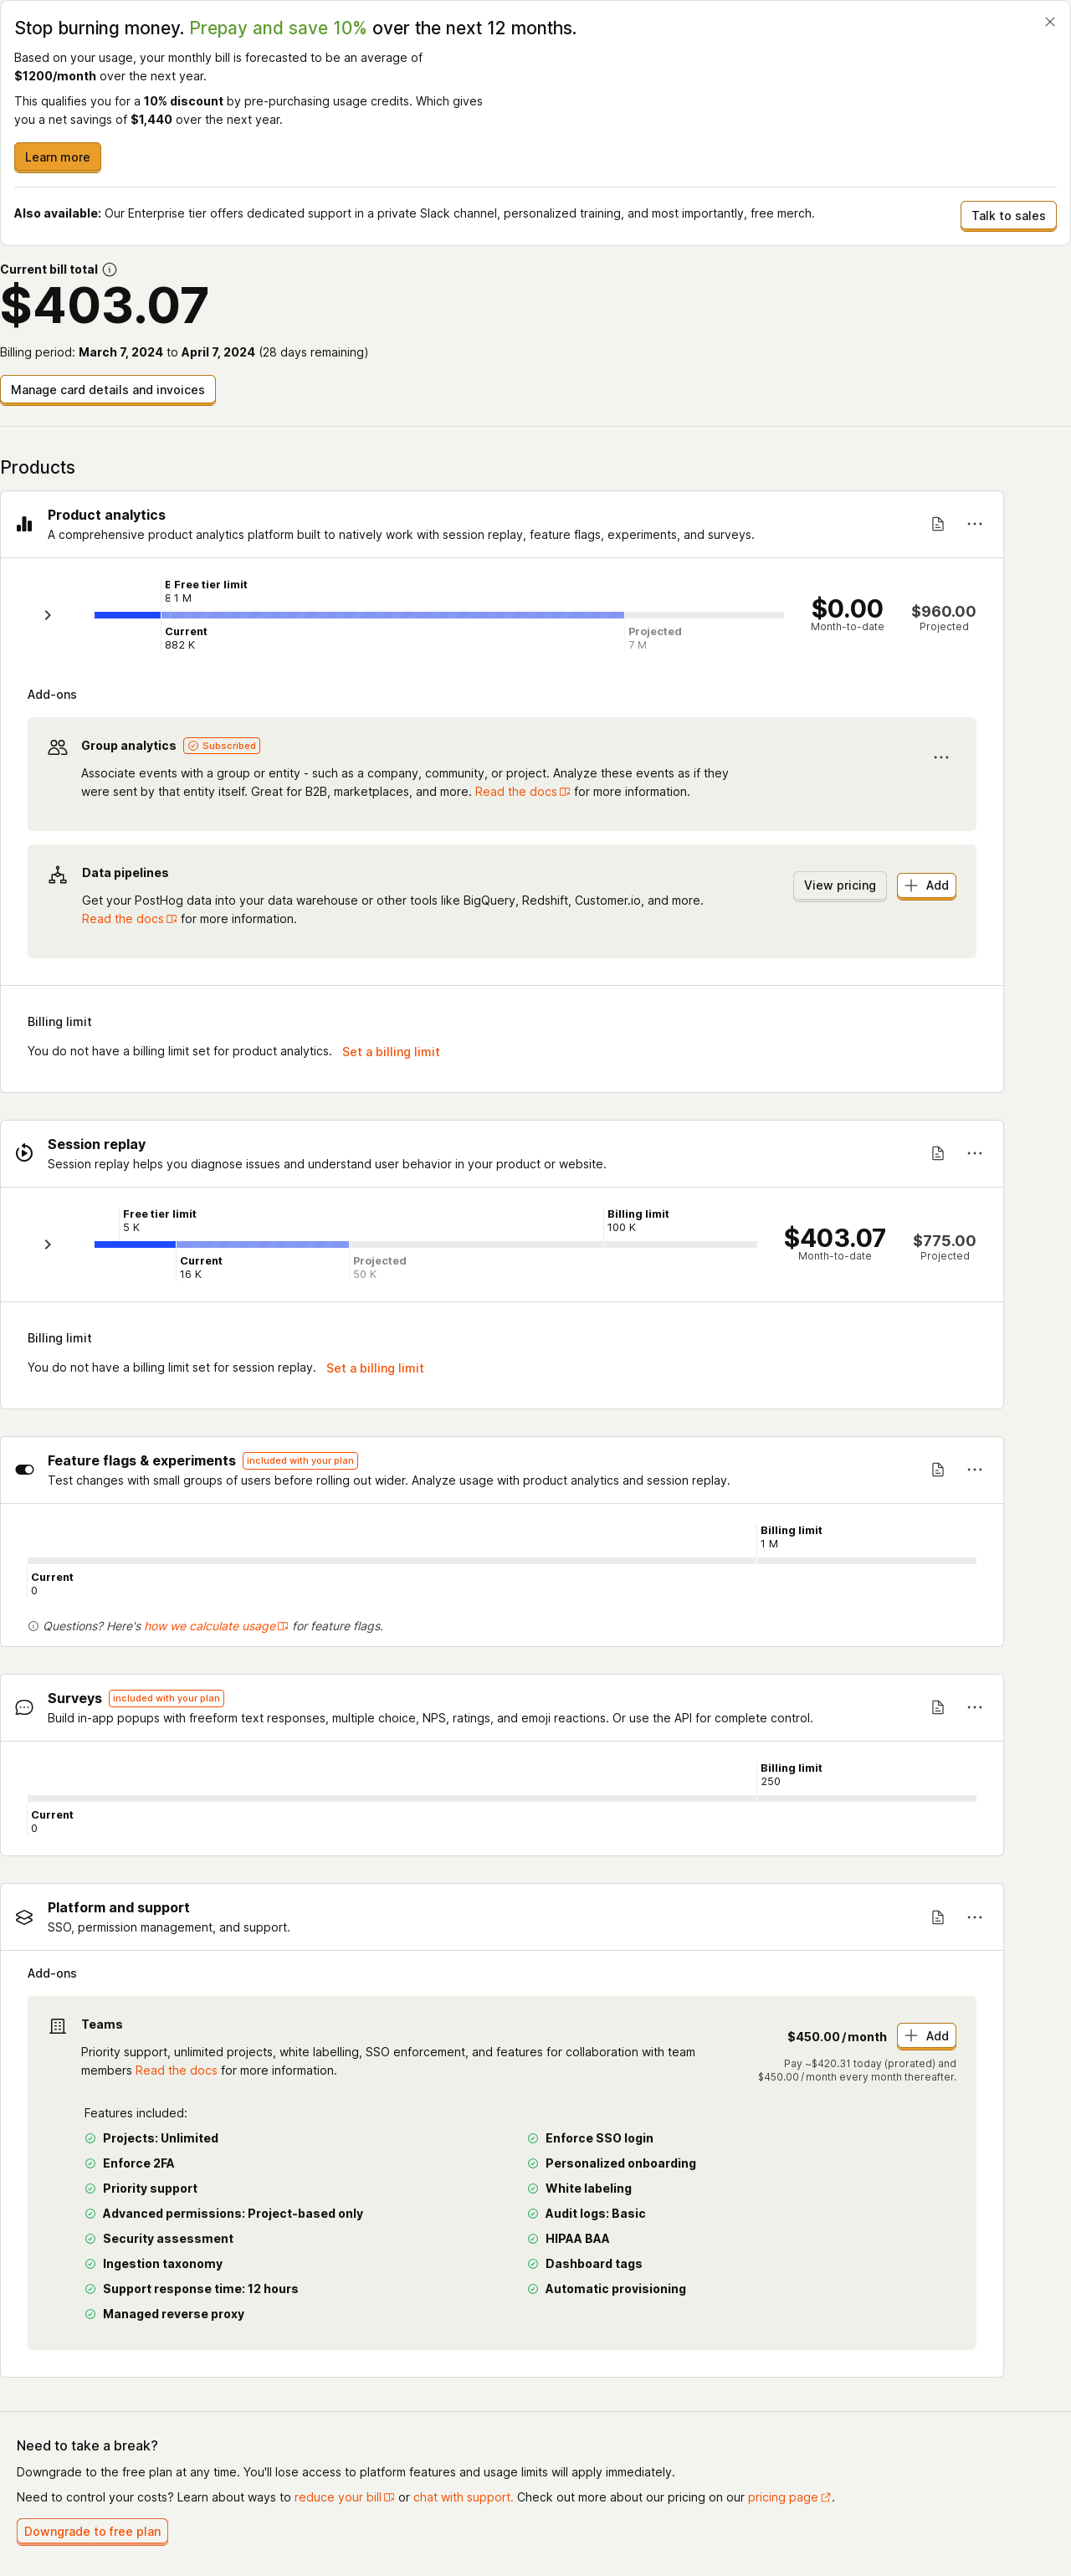 Stop burning money. Prepay and save 10% over the next 12 months.
Based on your usage, your monthly bill is forecasted to be an average of
$1200/month over the next year.
This qualifies you for a 10% discount by pre-purchasing usage credits. Which gives
you a net savings of $1,440 over the next year.
Learn more
Also available: Our Enterprise tier offers dedicated support in a private Slack channel, personalized training, and most importantly, free merch.
Talk to sales
Current bill total
$403.07
Billing period: March 7, 2024 to April 7, 2024 (28 days remaining)
Manage card details and invoices
Products
Product analytics
A comprehensive product analytics platform built to natively work with session replay, feature flags, experiments, and surveys.
Free tier limit
1 M
Current
882 K
Projected
7 M
$0.00
Month-to-date
$960.00
Projected
Add-ons
Group analytics
Subscribed
Associate events with a group or entity - such as a company, community, or project. Analyze these events as if they
were sent by that entity itself. Great for B2B, marketplaces, and more. Read the docs for more information.
Data pipelines
Get your PostHog data into your data warehouse or other tools like BigQuery, Redshift, Customer.io, and more.
Read the docs for more information.
View pricing
Add
Billing limit
You do not have a billing limit set for product analytics. Set a billing limit
Session replay
Session replay helps you diagnose issues and understand user behavior in your product or website.
Free tier limit
5 K
Billing limit
100 K
Current
16 K
Projected
50 K
$403.07
Month-to-date
$775.00
Projected
Billing limit
You do not have a billing limit set for session replay. Set a billing limit
Feature flags & experiments
included with your plan
Test changes with small groups of users before rolling out wider. Analyze usage with product analytics and session replay.
Billing limit
1 M
Current
0
Questions? Here's how we calculate usage for feature flags.
Surveys
included with your plan
Build in-app popups with freeform text responses, multiple choice, NPS, ratings, and emoji reactions. Or use the API for complete control.
Billing limit
250
Current
0
Platform and support
SSO, permission management, and support.
Add-ons
Teams
Priority support, unlimited projects, white labelling, SSO enforcement, and features for collaboration with team
members Read the docs for more information.
$450.00/month
Add
Pay ~$420.31 today (prorated) and
$450.00/month every month thereafter.
Features included:
Projects: Unlimited
Enforce SSO login
Enforce 2FA
Personalized onboarding
Priority support
White labeling
Advanced permissions: Project-based only
Audit logs: Basic
Security assessment
HIPAA BAA
Ingestion taxonomy
Dashboard tags
Support response time: 12 hours
Automatic provisioning
Managed reverse proxy
Need to take a break?
Downgrade to the free plan at any time. You'll lose access to platform features and usage limits will apply immediately.
Need to control your costs? Learn about ways to reduce your bill or chat with support. Check out more about our pricing on our pricing page.
Downgrade to free plan